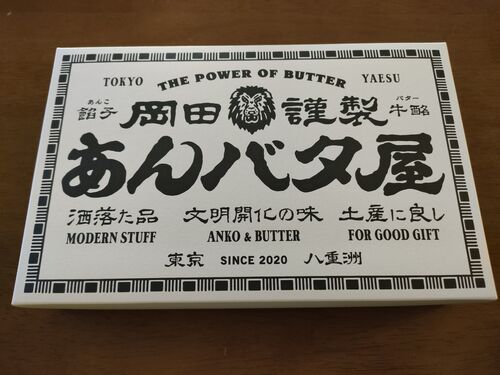 TOKYO THE POWER OF BUTTER YAESU
あんこ バター
餡子 岡田謹製 牛酪
あんバタ屋
洒落た品 文明開化の味 土産に良し
MODERN STUFF ANKO & BUTTER FOR GOOD GIFT
東京 SINCE 2020 八重洲